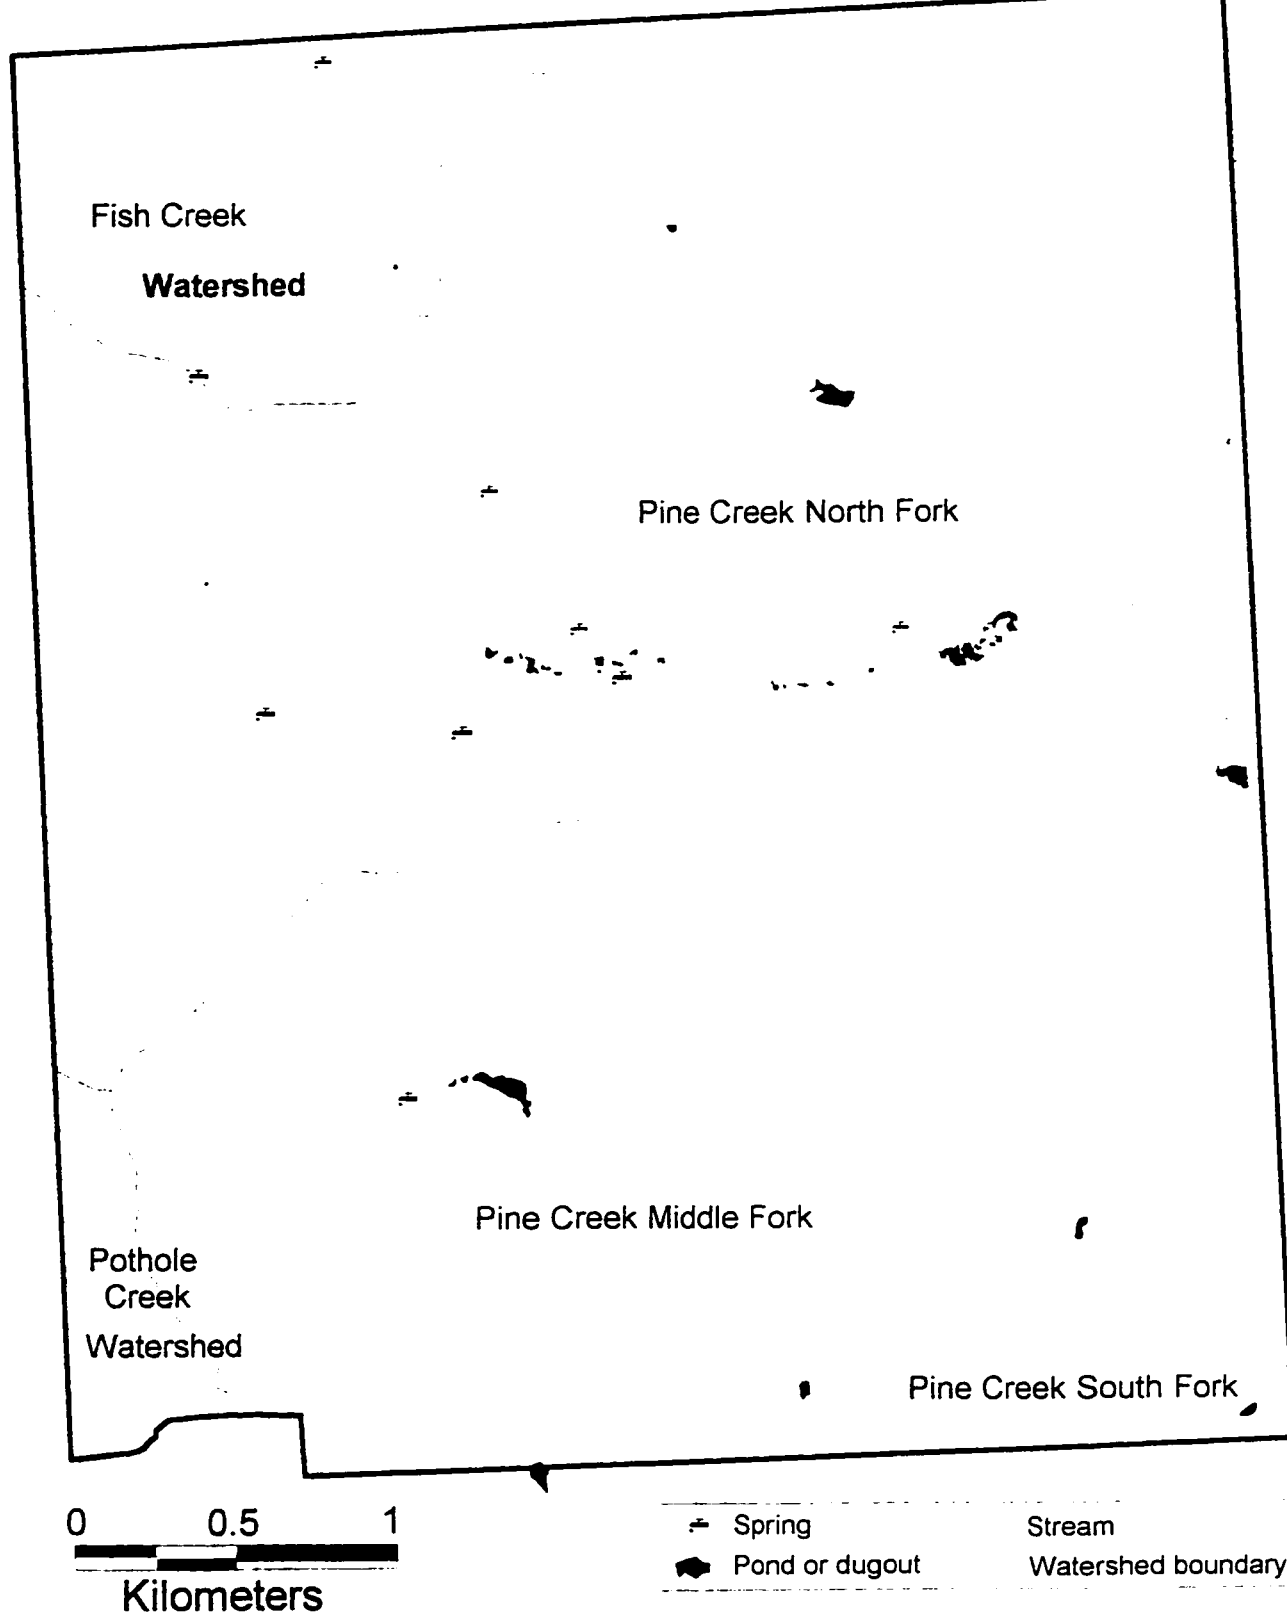 Fish Creek
Watershed
Pine Creek North Fork
Pine Creek Middle Fork
Pothole
Creek
Watershed
Pine Creek South Fork
0 0.5 1
Kilometers
Spring
Stream
Pond or dugout
Watershed boundary